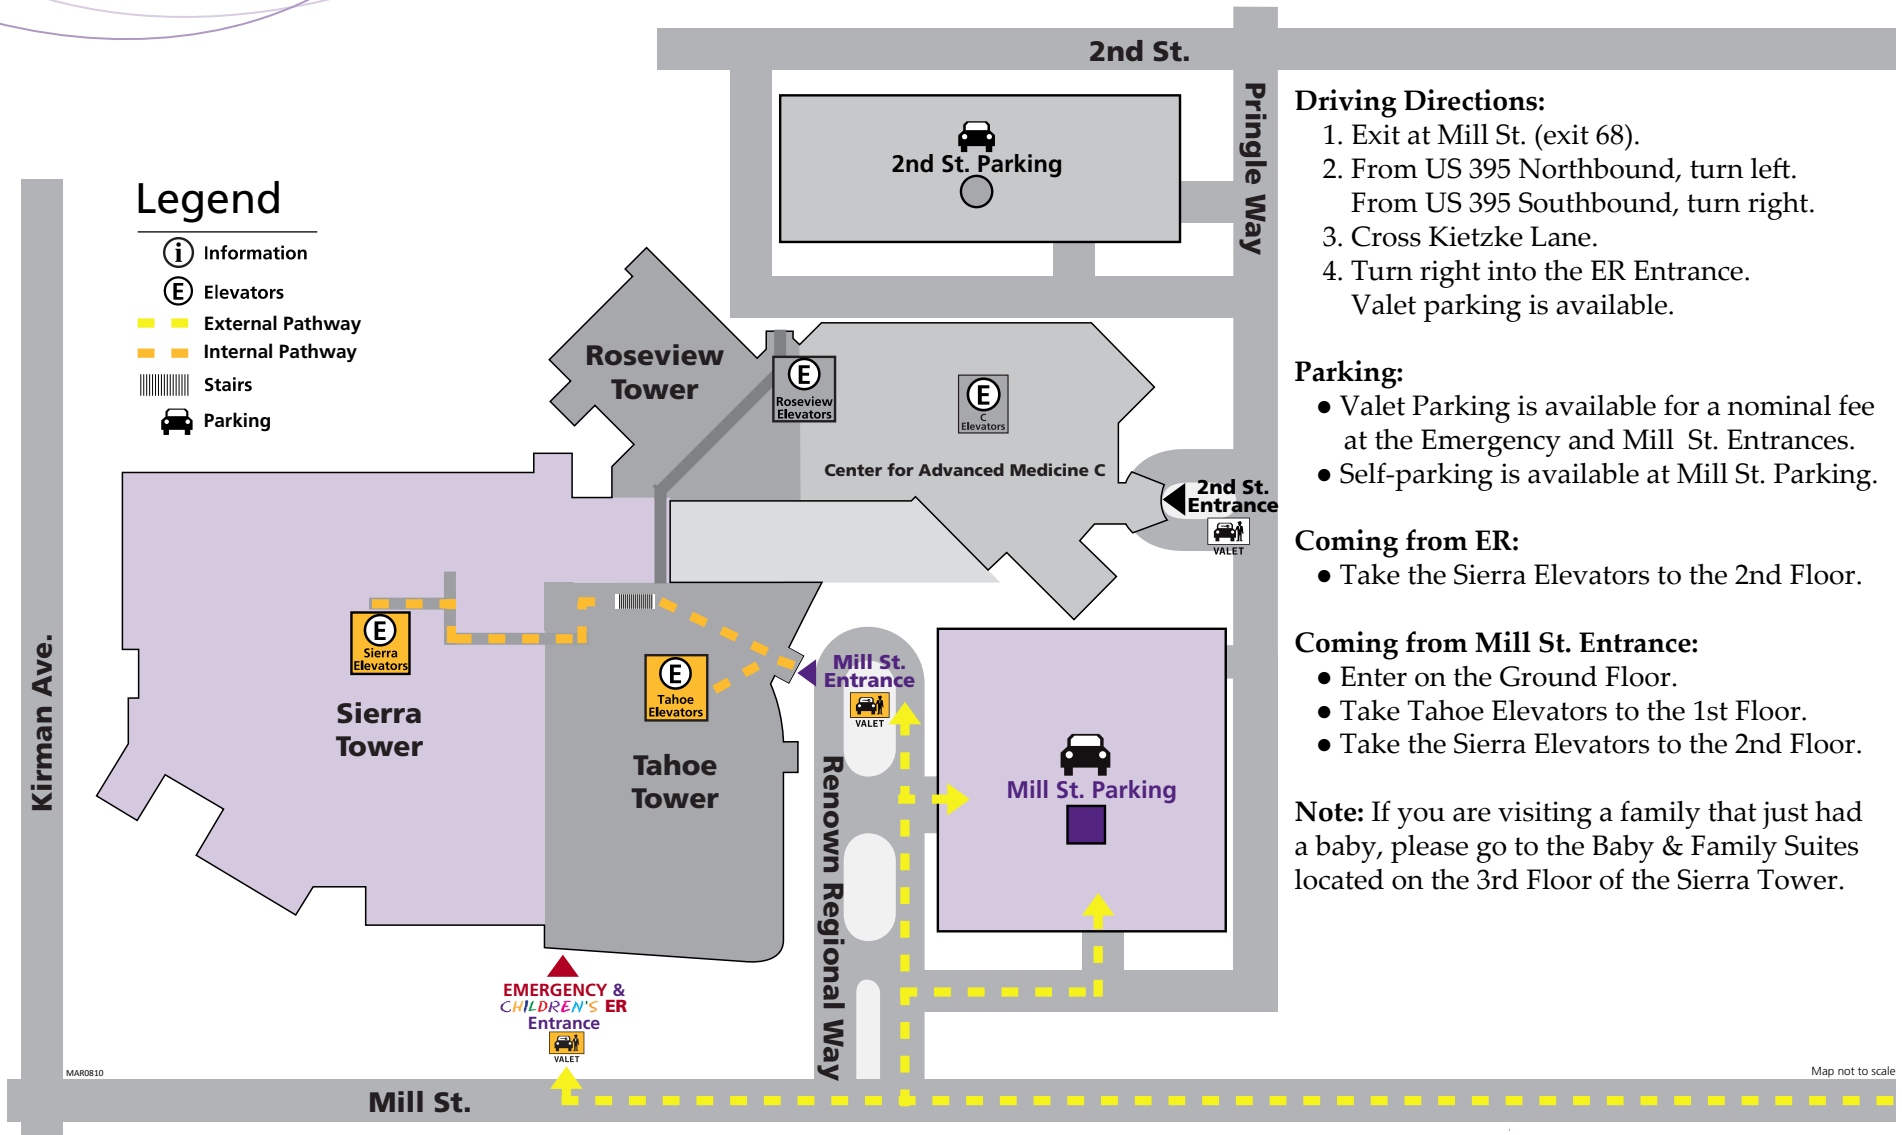 2nd St.
Pringle Way
2nd St. Parking
Legend
i Information
E Elevators
External Pathway
Internal Pathway
Stairs
Parking
Roseview
Tower
E
Roseview
Elevators
E
C
Elevators
Center for Advanced Medicine C
2nd St.
Entrance
VALET
Kirman Ave.
E
Sierra
Elevators
Sierra
Tower
E
Tahoe
Elevators
Tahoe
Tower
Mill St.
Entrance
VALET
Renown Regional Way
Mill St. Parking
EMERGENCY &
CHILDREN'S ER
Entrance
VALET
MAR0810
Mill St.
Driving Directions:
1. Exit at Mill St. (exit 68).
2. From US 395 Northbound, turn left.
From US 395 Southbound, turn right.
3. Cross Kietzke Lane.
4. Turn right into the ER Entrance.
Valet parking is available.
Parking:
● Valet Parking is available for a nominal fee
at the Emergency and Mill St. Entrances.
● Self-parking is available at Mill St. Parking.
Coming from ER:
● Take the Sierra Elevators to the 2nd Floor.
Coming from Mill St. Entrance:
● Enter on the Ground Floor.
● Take Tahoe Elevators to the 1st Floor.
● Take the Sierra Elevators to the 2nd Floor.
Note: If you are visiting a family that just had
a baby, please go to the Baby & Family Suites
located on the 3rd Floor of the Sierra Tower.
Map not to scale